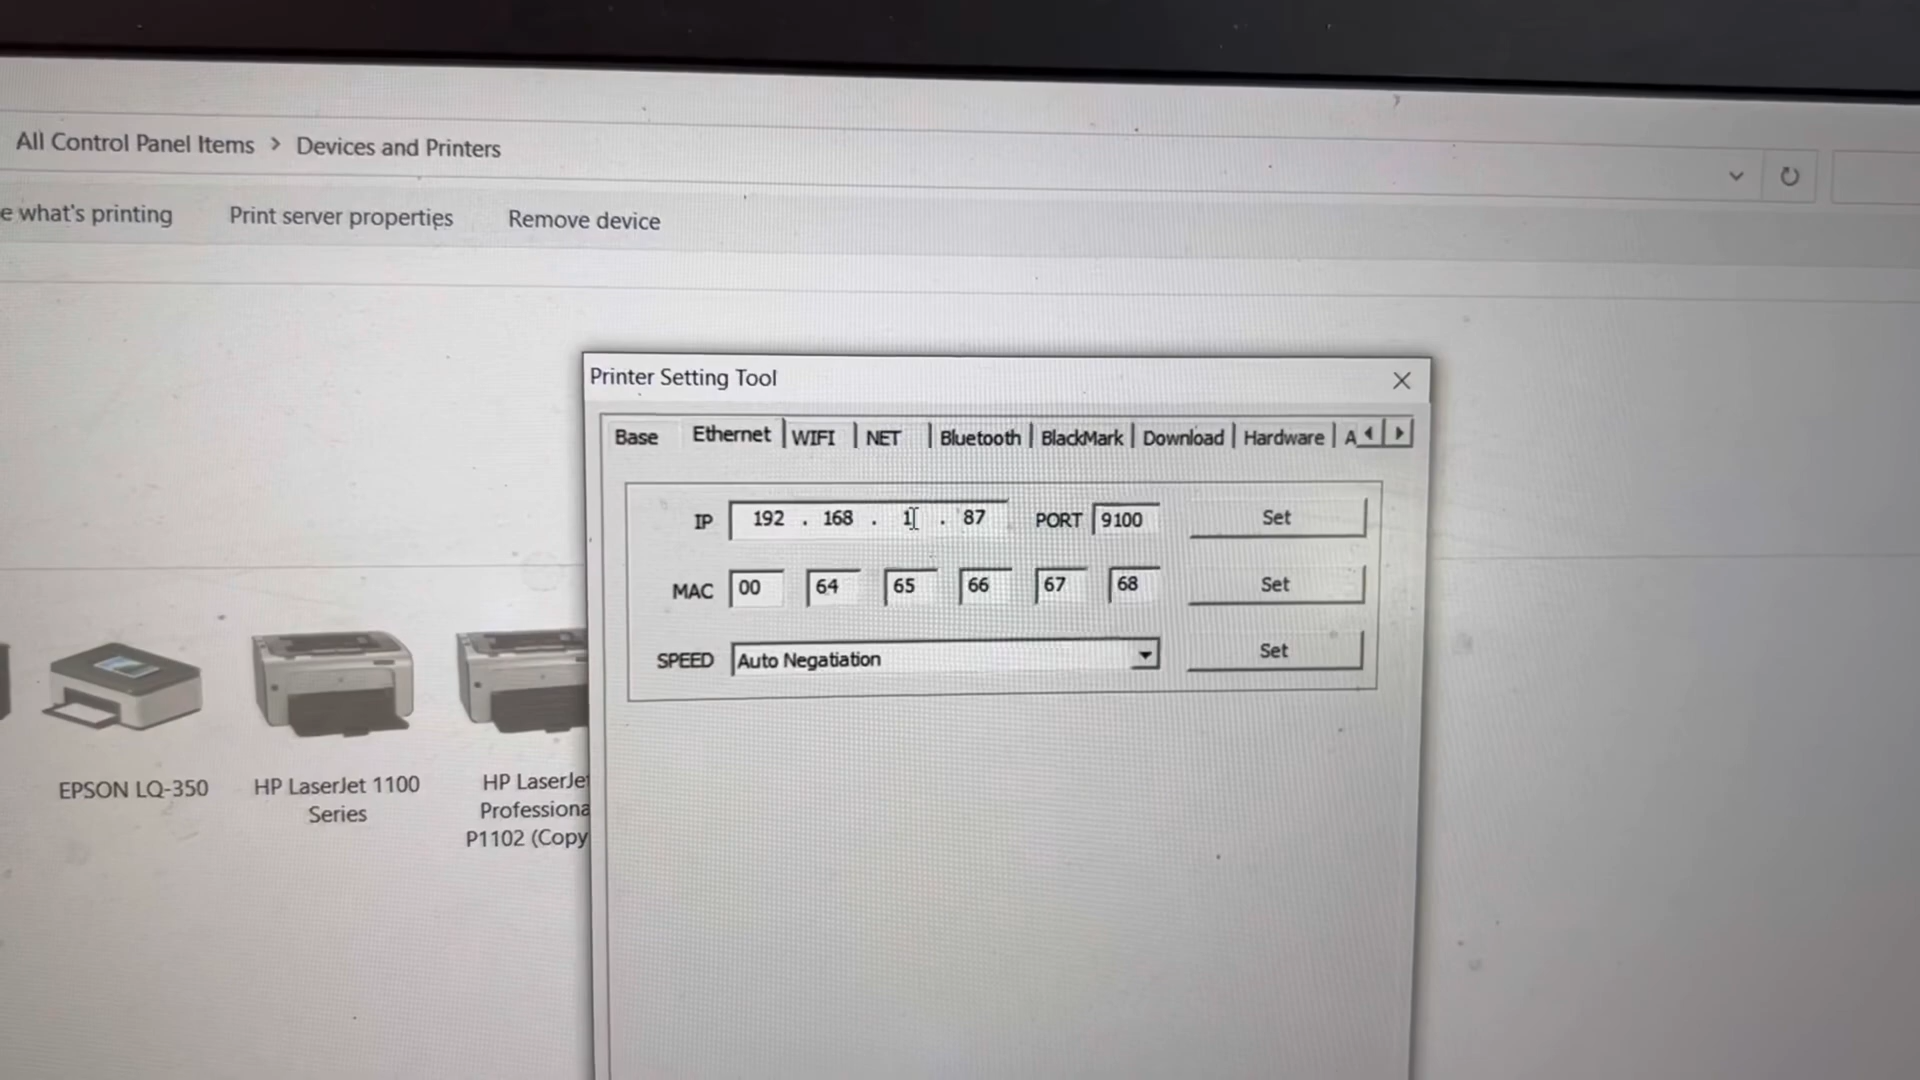 All Control Panel Items > Devices and Printers
e what's printing Print server properties Remove device
Printer Setting Tool
Base Ethernet WIFI NET Bluetooth BlackMark Download Hardware A
IP 192 . 168 . 1 . 87 PORT 9100 Set
MAC 00 64 65 66 67 68 Set
SPEED Auto Negatiation Set
EPSON LQ-350
HP LaserJet 1100
Series
HP LaserJet
Professiona
P1102 (Copy